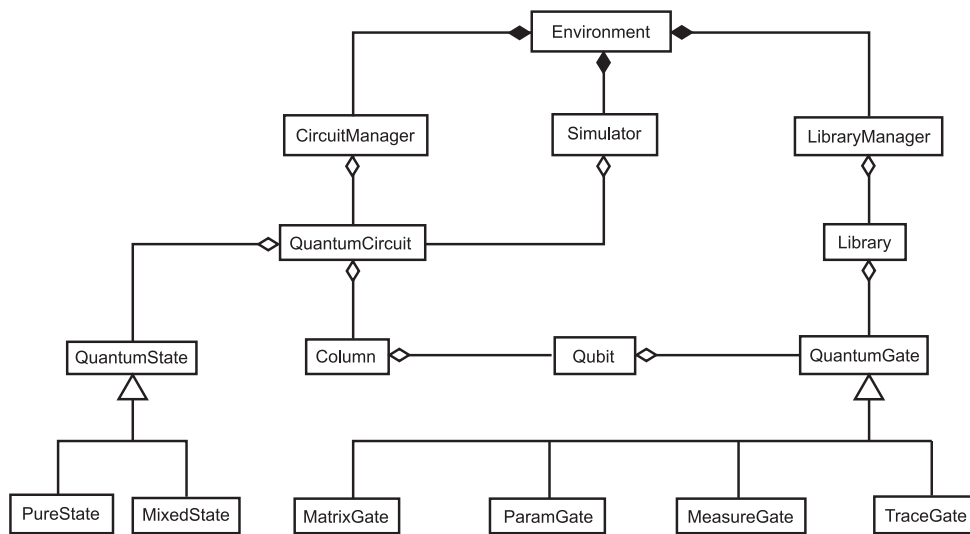 Environment
CircuitManager
Simulator
LibraryManager
QuantumCircuit
Library
QuantumState
Column
Qubit
QuantumGate
PureState
MixedState
MatrixGate
ParamGate
MeasureGate
TraceGate